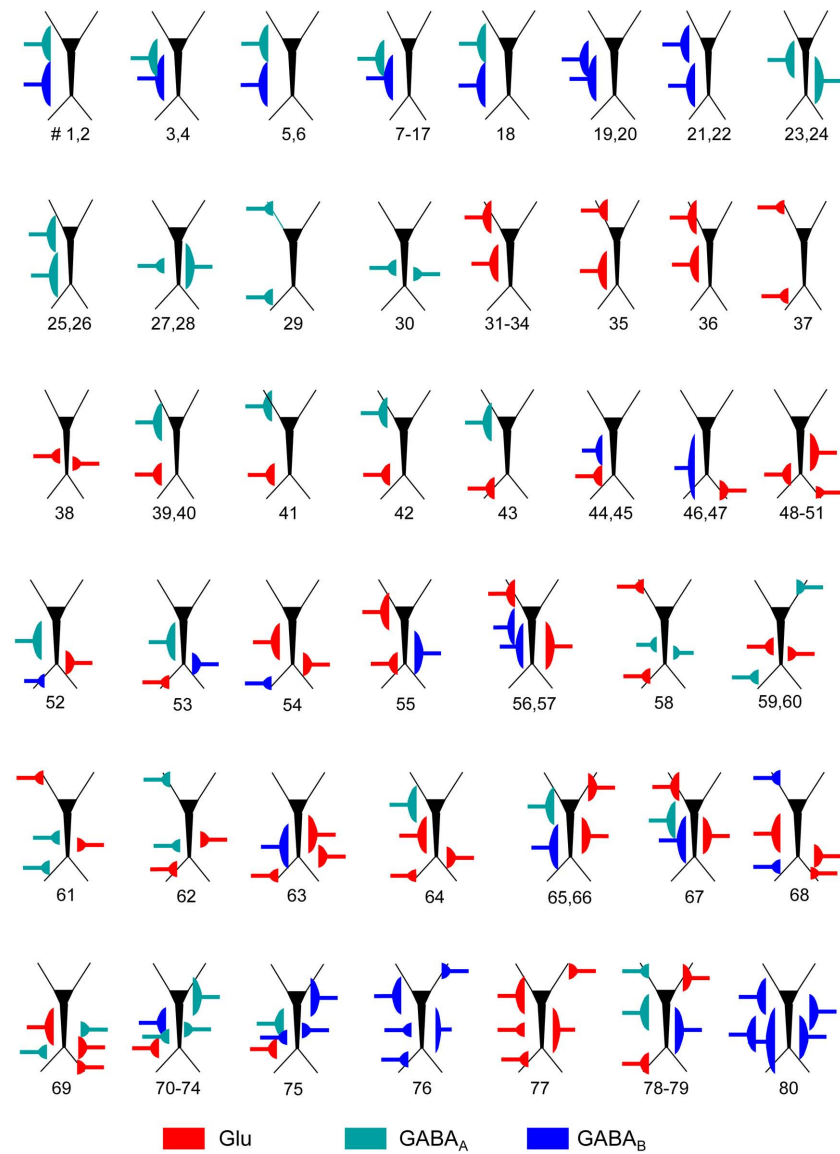 # 1,2 3,4 5,6 7-17 18 19,20 21,22 23,24
25,26 27,28 29 30 31-34 35 36 37
38 39,40 41 42 43 44,45 46,47 48-51
52 53 54 55 56,57 58 59,60
61 62 63 64 65,66 67 68
69 70-74 75 76 77 78-79 80
Glu GABA_A GABA_B